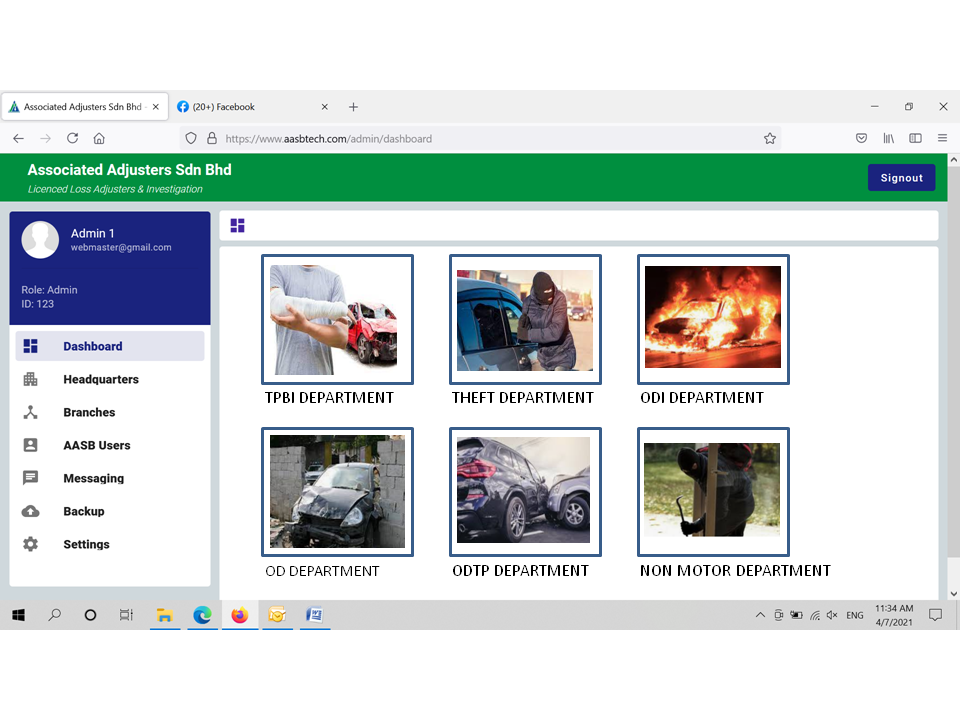 Associated Adjusters Sdn Bhd -
(20+) Facebook
https://www.aasbtech.com/admin/dashboard
Associated Adjusters Sdn Bhd
Licenced Loss Adjusters & Investigation
Signout
Admin 1
webmaster@gmail.com
Role: Admin
ID: 123
Dashboard
Headquarters
Branches
AASB Users
Messaging
Backup
Settings
TPBI DEPARTMENT
THEFT DEPARTMENT
ODI DEPARTMENT
OD DEPARTMENT
ODTP DEPARTMENT
NON MOTOR DEPARTMENT
ENG
11:34 AM
4/7/2021